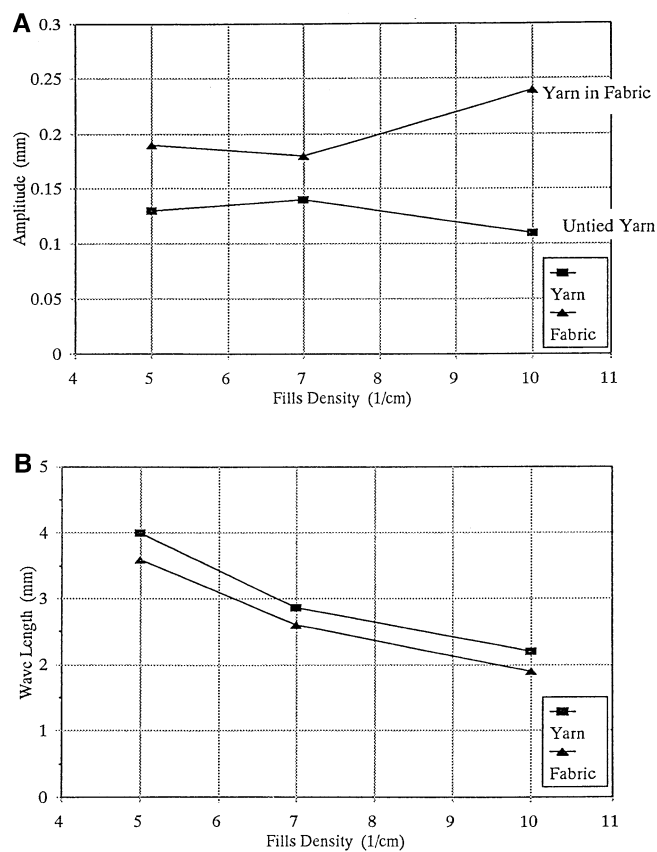 A
0.3
0.25
0.2
0.15
0.1
0.05
0
Amplitude (mm)
Yarn in Fabric
Untied Yarn
Yarn
Fabric
4 5 6 7 8 9 10 11
Fills Density (1/cm)
B
5
4
3
2
1
0
Wave Length (mm)
Yarn
Fabric
4 5 6 7 8 9 10 11
Fills Density (1/cm)